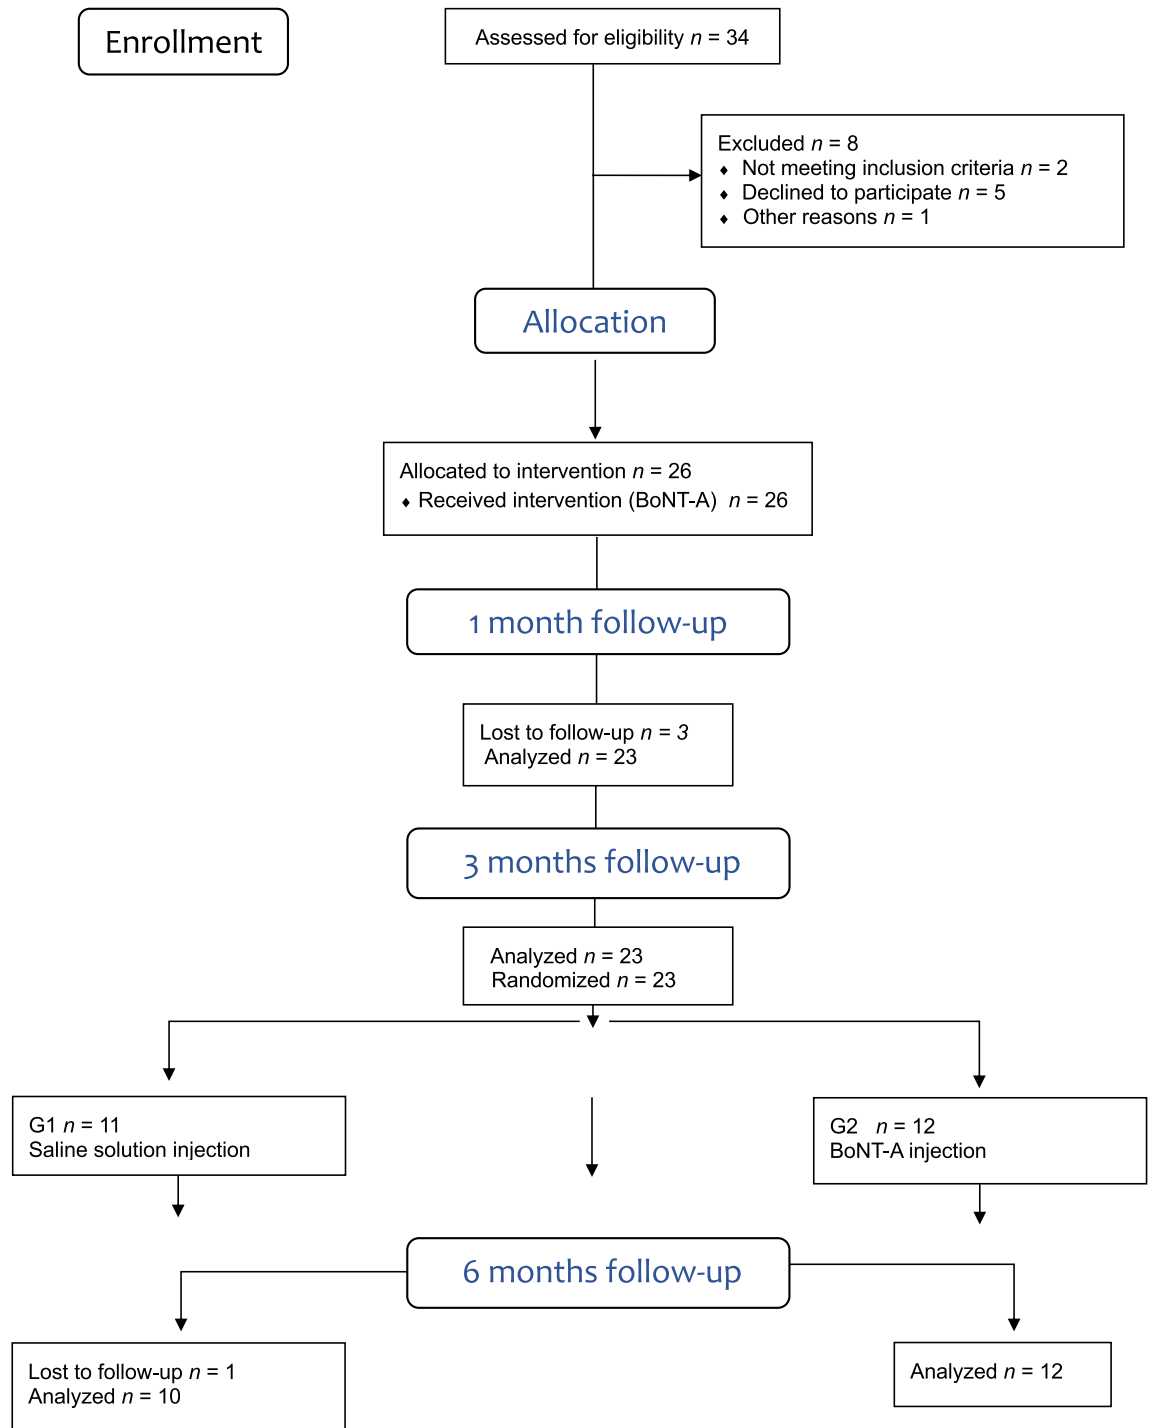 Enrollment
Assessed for eligibility n = 34
Excluded n = 8
♦ Not meeting inclusion criteria n = 2
♦ Declined to participate n = 5
♦ Other reasons n = 1
Allocation
Allocated to intervention n = 26
♦ Received intervention (BoNT-A) n = 26
1 month follow-up
Lost to follow-up n = 3
Analyzed n = 23
3 months follow-up
Analyzed n = 23
Randomized n = 23
G1 n = 11
Saline solution injection
G2 n = 12
BoNT-A injection
6 months follow-up
Lost to follow-up n = 1
Analyzed n = 10
Analyzed n = 12